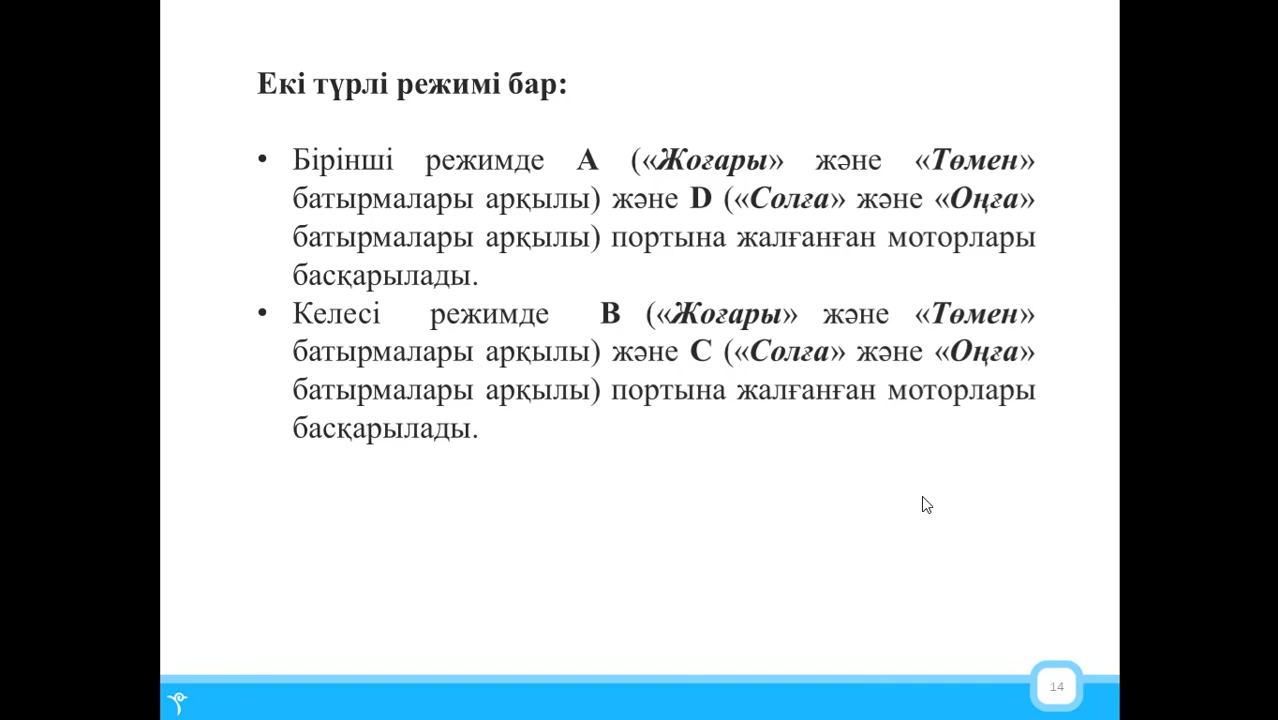 Екі түрлі режимі бар:
• Бірінші режимде A («Жоғары» және «Төмен»
батырмалары арқылы) және D («Солға» және «Оңға»
батырмалары арқылы) портына жалғанған моторлары
басқарылады.
• Келесі режимде B («Жоғары» және «Төмен»
батырмалары арқылы) және C («Солға» және «Оңға»
батырмалары арқылы) портына жалғанған моторлары
басқарылады.
14